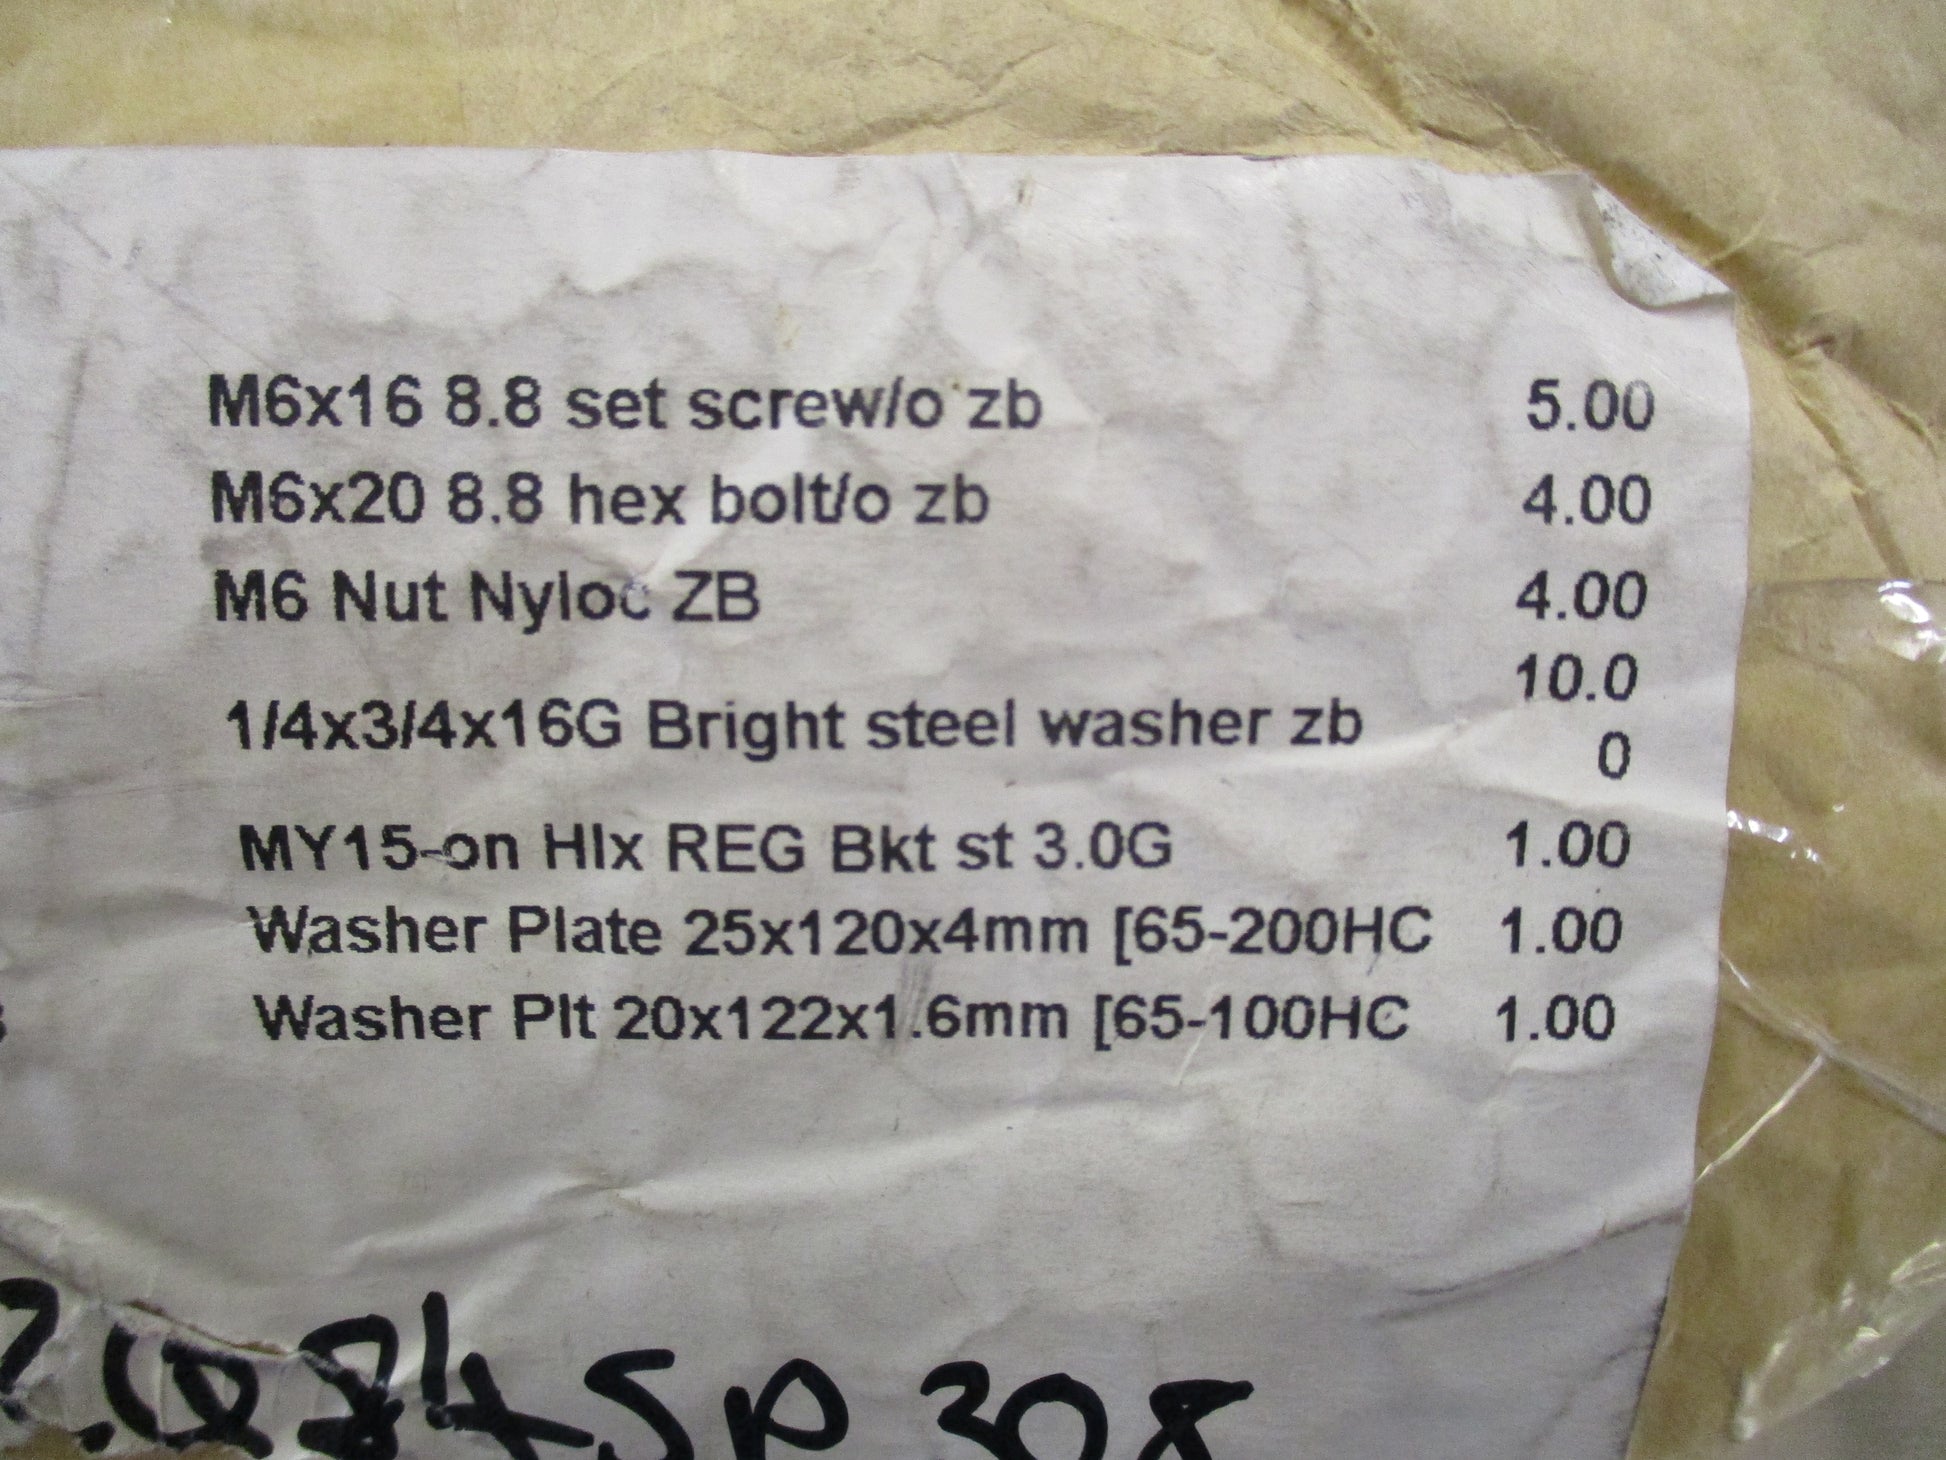 M6x16 8.8 set screw/o zb 5.00
M6x20 8.8 hex bolt/o zb 4.00
M6 Nut Nyloc ZB 4.00
1/4x3/4x16G Bright steel washer zb 10.0
0
MY15-on Hlx REG Bkt st 3.0G 1.00
Washer Plate 25x120x4mm [65-200HC 1.00
Washer Plt 20x122x1.6mm [65-100HC 1.00
SP 308